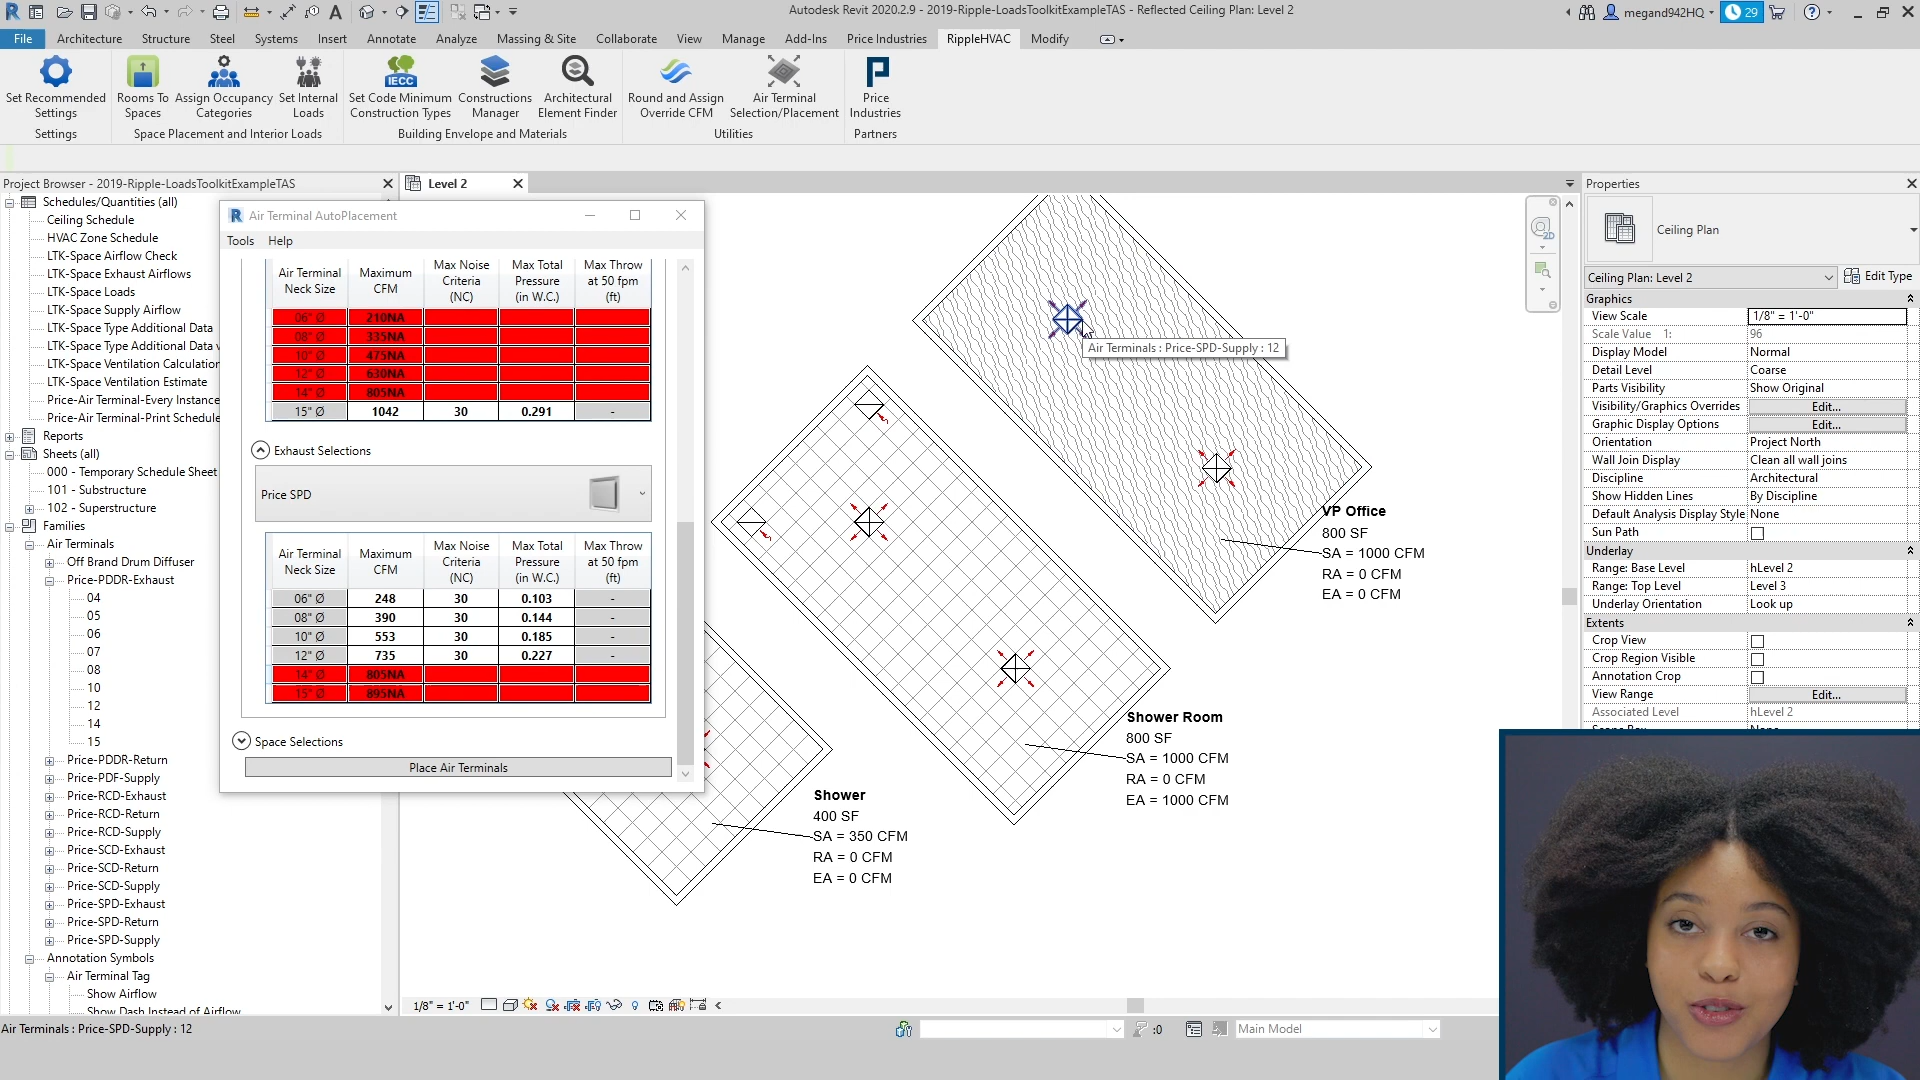 Autodesk Revit 2020.2.9 - 2019-Ripple-LoadsToolkitExampleTAS - Reflected Ceiling Plan: Level 2
megand942HQ
29
File Architecture Structure Steel Systems Insert Annotate Analyze Massing & Site Collaborate View Manage Add-Ins Price Industries RippleHVAC Modify
IECC
Set Recommended Settings
Rooms To Spaces
Assign Occupancy Categories
Set Internal Loads
Set Code Minimum Construction Types
Constructions Manager
Architectural Element Finder
Round and Assign Override CFM
Air Terminal Selection/Placement
Price Industries
Settings
Space Placement and Interior Loads
Building Envelope and Materials
Utilities
Partners
Project Browser - 2019-Ripple-LoadsToolkitExampleTAS
Schedules/Quantities (all)
Ceiling Schedule
HVAC Zone Schedule
LTK-Space Airflow Check
LTK-Space Exhaust Airflows
LTK-Space Loads
LTK-Space Supply Airflow
LTK-Space Type Additional Data
LTK-Space Type Additional Data v
LTK-Space Ventilation Calculation
LTK-Space Ventilation Estimate
Price-Air Terminal-Every Instance
Price-Air Terminal-Print Schedule
Reports
Sheets (all)
000 - Temporary Schedule Sheet
101 - Substructure
102 - Superstructure
Families
Air Terminals
Off Brand Drum Diffuser
Price-PDDR-Exhaust
04
05
06
07
08
10
12
14
15
Price-PDDR-Return
Price-PDF-Supply
Price-RCD-Exhaust
Price-RCD-Return
Price-RCD-Supply
Price-SCD-Exhaust
Price-SCD-Return
Price-SCD-Supply
Price-SPD-Exhaust
Price-SPD-Return
Price-SPD-Supply
Annotation Symbols
Air Terminal Tag
Show Airflow
Show Dash Instead of Airflow
Air Terminals : Price-SPD-Supply : 12
Air Terminal AutoPlacement
Tools Help
Air Terminal Neck Size Maximum CFM Max Noise Criteria (NC) Max Total Pressure (in W.C.) Max Throw at 50 fpm (ft)
06" Ø 210NA
08" Ø 335NA
10" Ø 475NA
12" Ø 630NA
14" Ø 805NA
15" Ø 1042 30 0.291 -
Exhaust Selections
Price SPD
Air Terminal Neck Size Maximum CFM Max Noise Criteria (NC) Max Total Pressure (in W.C.) Max Throw at 50 fpm (ft)
06" Ø 248 30 0.103 -
08" Ø 390 30 0.144 -
10" Ø 553 30 0.185 -
12" Ø 735 30 0.227 -
14" Ø 805NA
15" Ø 895NA
Space Selections
Place Air Terminals
Level 2
Air Terminals : Price-SPD-Supply : 12
VP Office
800 SF
SA = 1000 CFM
RA = 0 CFM
EA = 0 CFM
Shower Room
800 SF
SA = 1000 CFM
RA = 0 CFM
EA = 1000 CFM
Shower
400 SF
SA = 350 CFM
RA = 0 CFM
EA = 0 CFM
1/8" = 1'-0"
:0
Main Model
2D
Properties
Ceiling Plan
Ceiling Plan: Level 2 Edit Type
Graphics
View Scale 1/8" = 1'-0"
Scale Value 1: 96
Display Model Normal
Detail Level Coarse
Parts Visibility Show Original
Visibility/Graphics Overrides Edit...
Graphic Display Options Edit...
Orientation Project North
Wall Join Display Clean all wall joins
Discipline Architectural
Show Hidden Lines By Discipline
Default Analysis Display Style None
Sun Path
Underlay
Range: Base Level hLevel 2
Range: Top Level Level 3
Underlay Orientation Look up
Extents
Crop View
Crop Region Visible
Annotation Crop
View Range Edit...
Associated Level hLevel 2